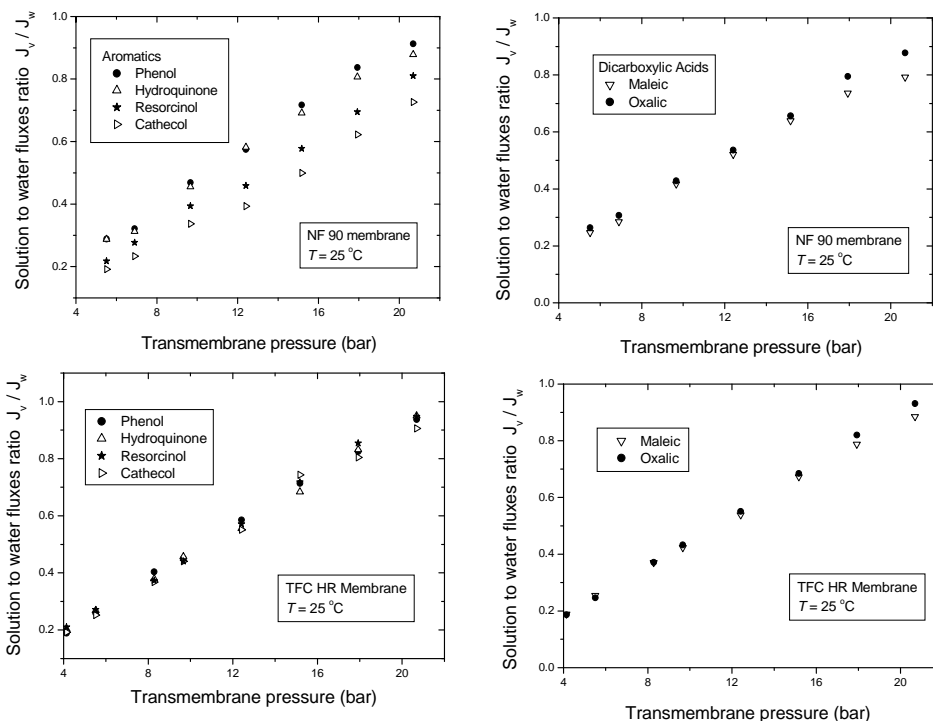 Solution to water fluxes ratio J_v / J_w
1.0
0.8
0.6
0.4
0.2
Aromatics
Phenol
Hydroquinone
Resorcinol
Cathecol
NF 90 membrane
T = 25 °C
4 8 12 16 20
Transmembrane pressure (bar)
Solution to water fluxes ratio J_v / J_w
1.0
0.8
0.6
0.4
0.2
0.0
Dicarboxylic Acids
Maleic
Oxalic
NF 90 membrane
T = 25 °C
4 8 12 16 20
Transmembrane pressure (bar)
Solution to water fluxes ratio J_v / J_w
1.0
0.8
0.6
0.4
0.2
Phenol
Hydroquinone
Resorcinol
Cathecol
TFC HR Membrane
T = 25 °C
4 8 12 16 20
Transmembrane pressure (bar)
Solution to water fluxes ratio J_v / J_w
1.0
0.8
0.6
0.4
0.2
0.0
Maleic
Oxalic
TFC HR Membrane
T = 25 °C
4 8 12 16 20
Transmembrane pressure (bar)